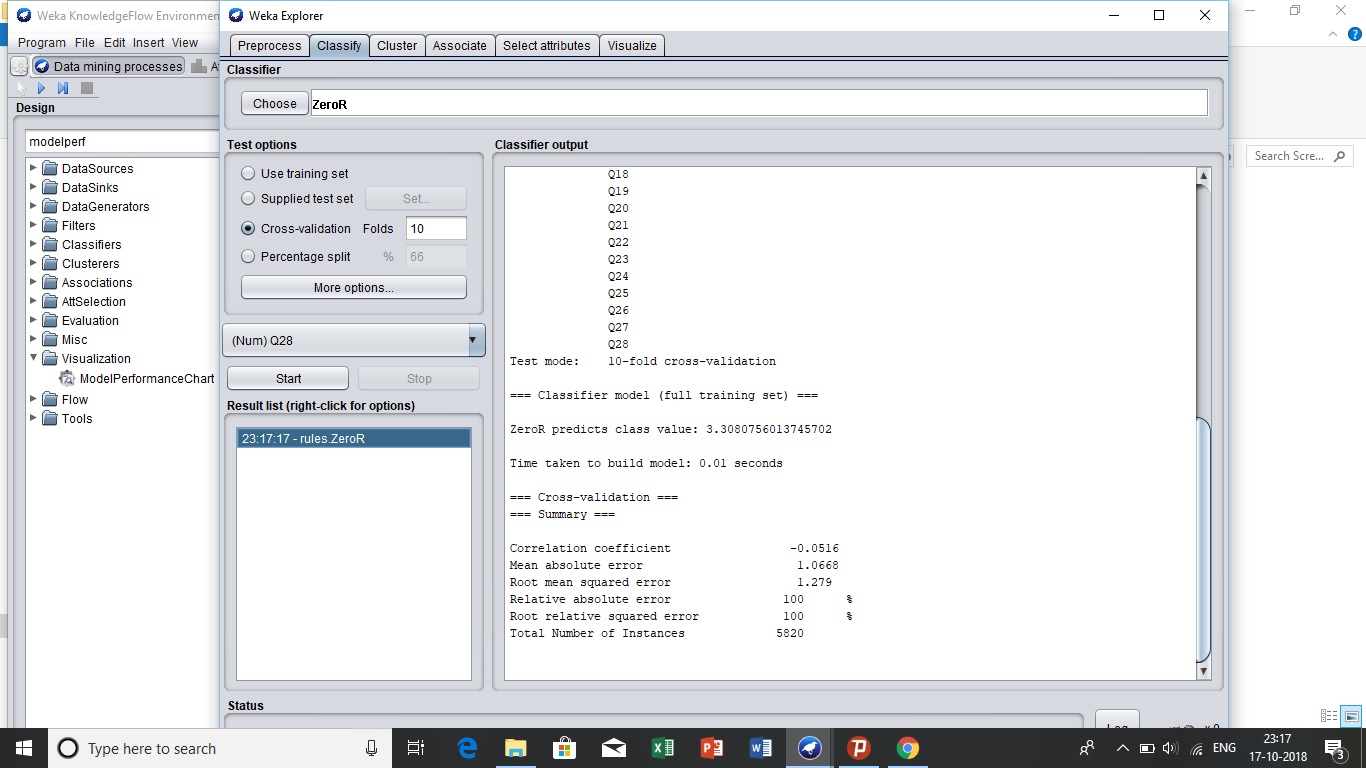 Weka KnowledgeFlow Environmen
Program File Edit Insert View
Data mining processes
Design
modelperf
DataSources
DataSinks
DataGenerators
Filters
Classifiers
Clusterers
Associations
AttSelection
Evaluation
Misc
Visualization
ModelPerformanceChart
Flow
Tools
Weka Explorer
Preprocess Classify Cluster Associate Select attributes Visualize
Classifier
Choose ZeroR
Test options
Use training set
Supplied test set Set...
Cross-validation Folds 10
Percentage split % 66
More options...
(Num) Q28
Start Stop
Result list (right-click for options)
23:17:17 - rules.ZeroR
Classifier output
Q18
Q19
Q20
Q21
Q22
Q23
Q24
Q25
Q26
Q27
Q28
Test mode: 10-fold cross-validation
=== Classifier model (full training set) ===
ZeroR predicts class value: 3.3080756013745702
Time taken to build model: 0.01 seconds
=== Cross-validation ===
=== Summary ===
Correlation coefficient -0.0516
Mean absolute error 1.0668
Root mean squared error 1.279
Relative absolute error 100 %
Root relative squared error 100 %
Total Number of Instances 5820
Status
Log
x 0
Search Scre...
Type here to search
ENG
23:17
17-10-2018
3